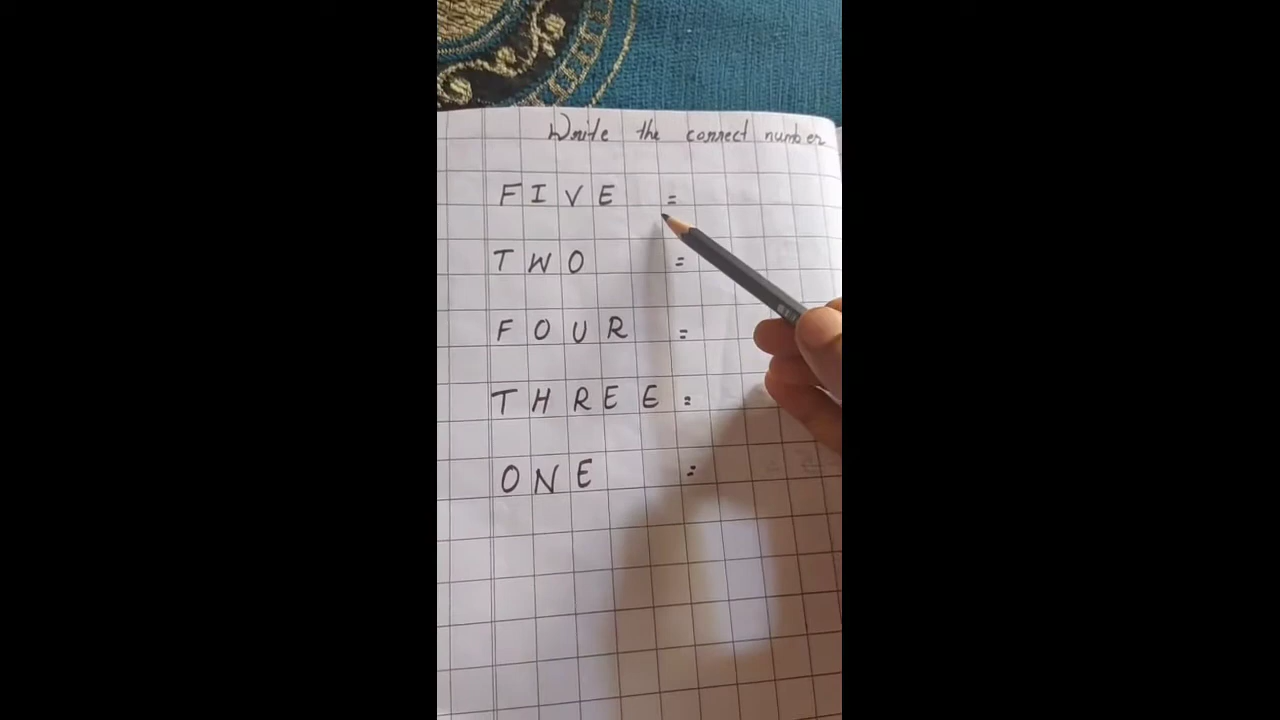 Write the correct number
FIVE =
TWO =
FOUR =
THREE =
ONE =